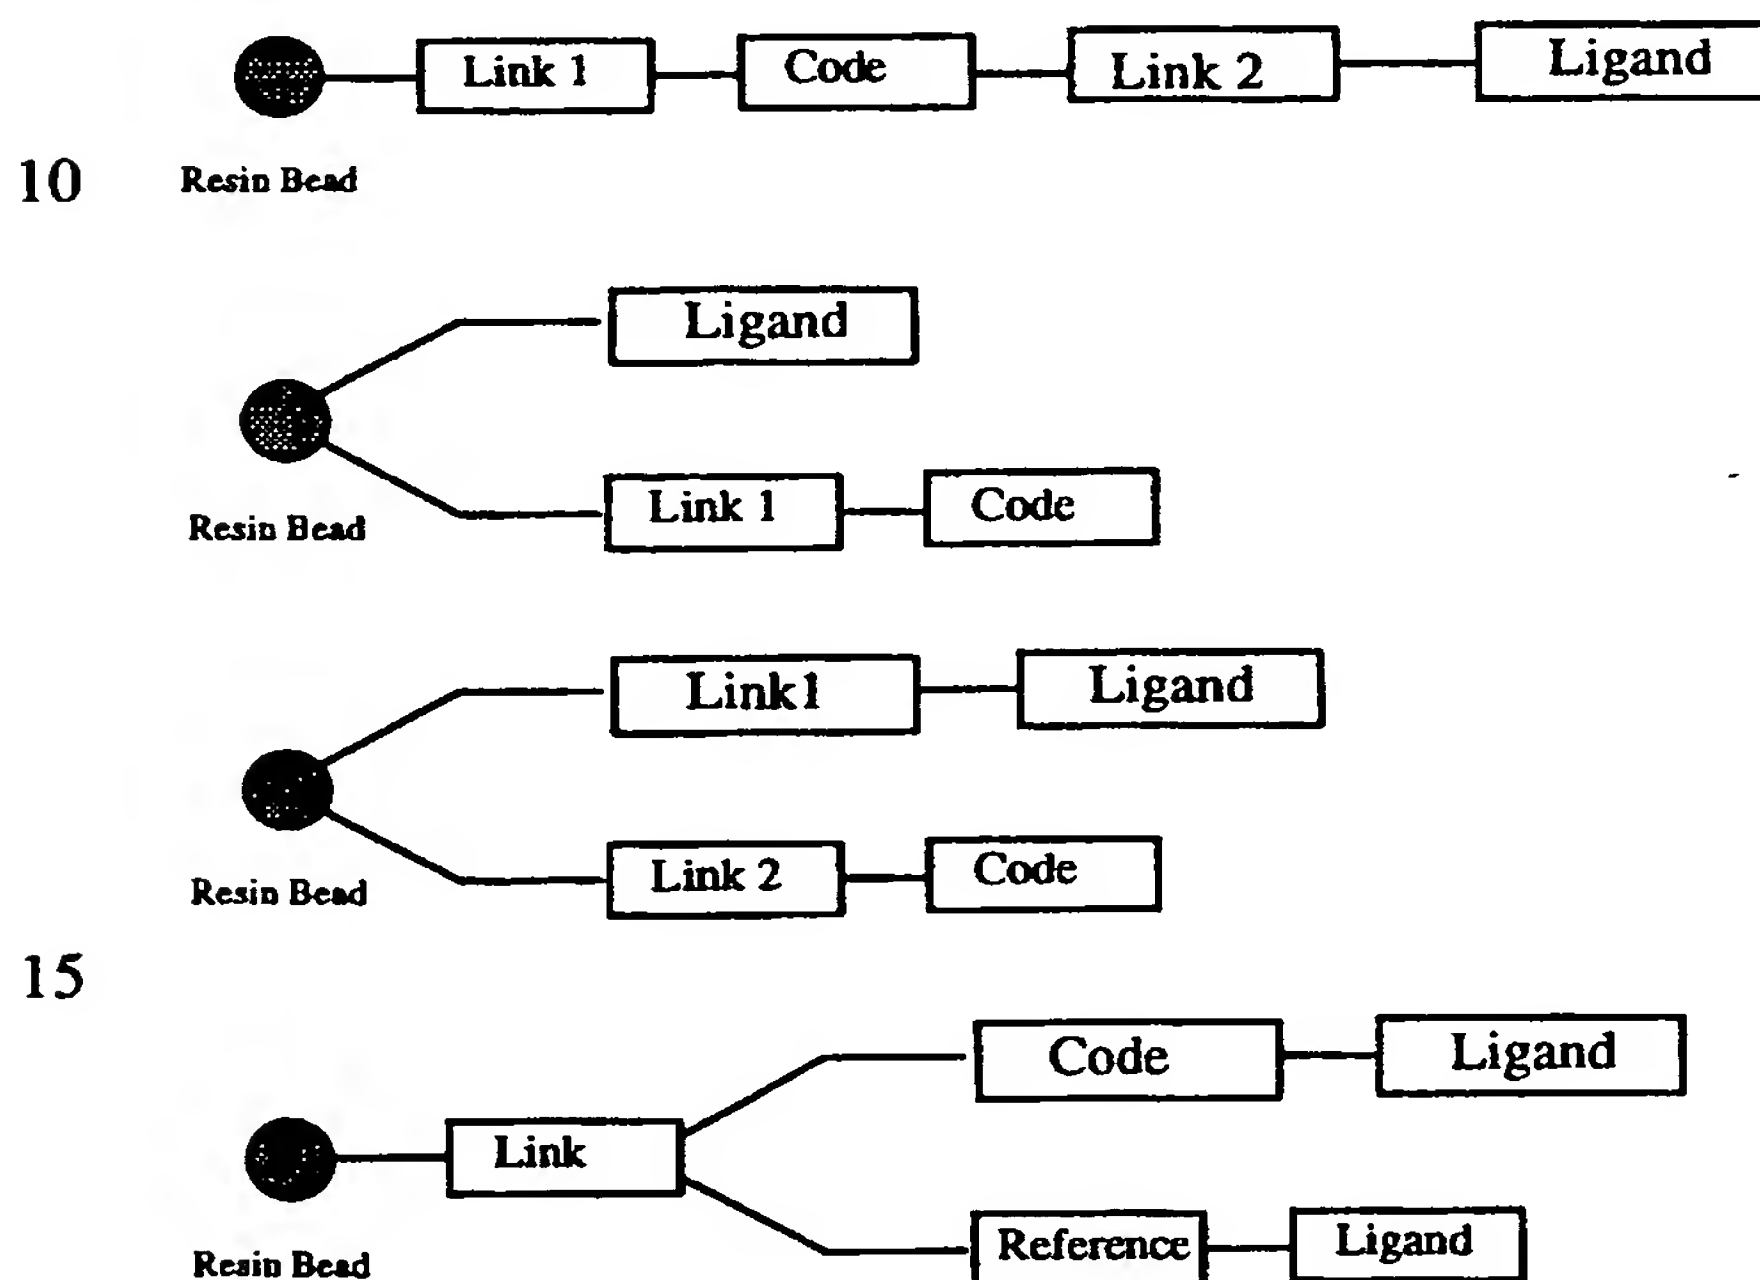 Link 1 Code Link 2 Ligand
10 Resin Bead
Ligand
Link 1 Code
Resin Bead
Link1 Ligand
Link 2 Code
Resin Bead
15
Code Ligand
Link
Reference Ligand
Resin Bead